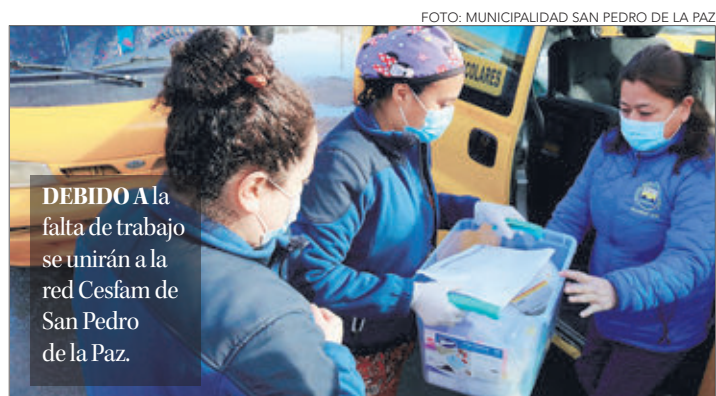 FOTO: MUNICIPALIDAD SAN PEDRO DE LA PAZ
COLARES
DEBIDO A la
falta de trabajo
se unirán a la
red Cesfam de
San Pedro
de la Paz.